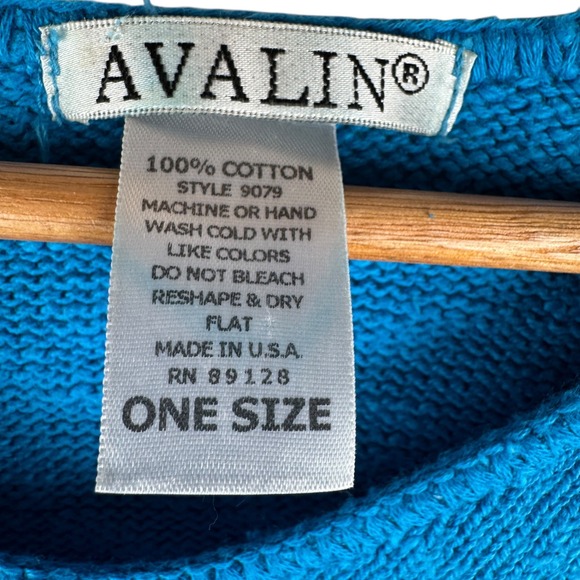 AVALIN®
100% COTTON
STYLE 9079
MACHINE OR HAND
WASH COLD WITH
LIKE COLORS
DO NOT BLEACH
RESHAPE & DRY
FLAT
MADE IN U.S.A.
RN 89128
ONE SIZE